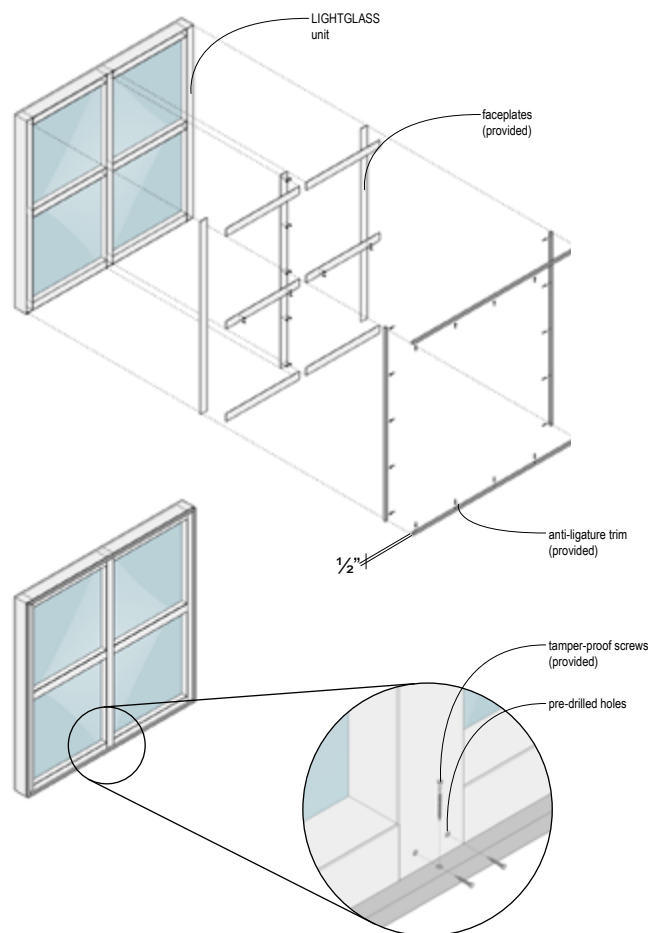 LIGHTGLASS
unit
faceplates
(provided)
anti-ligature trim
(provided)
½"
tamper-proof screws
(provided)
pre-drilled holes